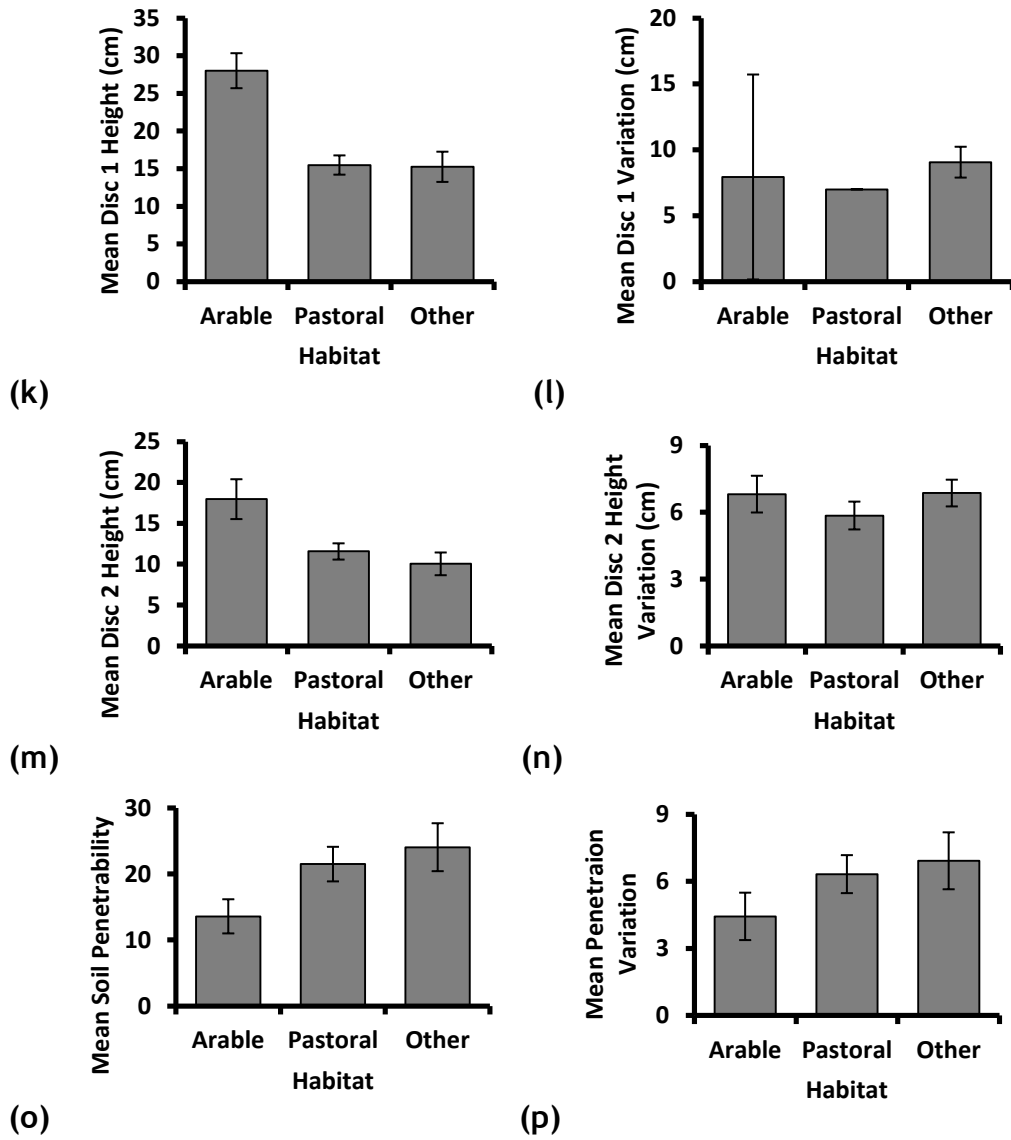 Mean Disc 1 Height (cm)
35
30
25
20
15
10
5
0
Arable Pastoral Other
Habitat
(k)
Mean Disc 1 Variation (cm)
20
15
10
5
0
Arable Pastoral Other
Habitat
(l)
Mean Disc 2 Height (cm)
25
20
15
10
5
0
Arable Pastoral Other
Habitat
(m)
Mean Disc 2 Height
Variation (cm)
9
6
3
0
Arable Pastoral Other
Habitat
(n)
Mean Soil Penetrability
30
20
10
0
Arable Pastoral Other
Habitat
(o)
Mean Penetraion
Variation
9
6
3
0
Arable Pastoral Other
Habitat
(p)